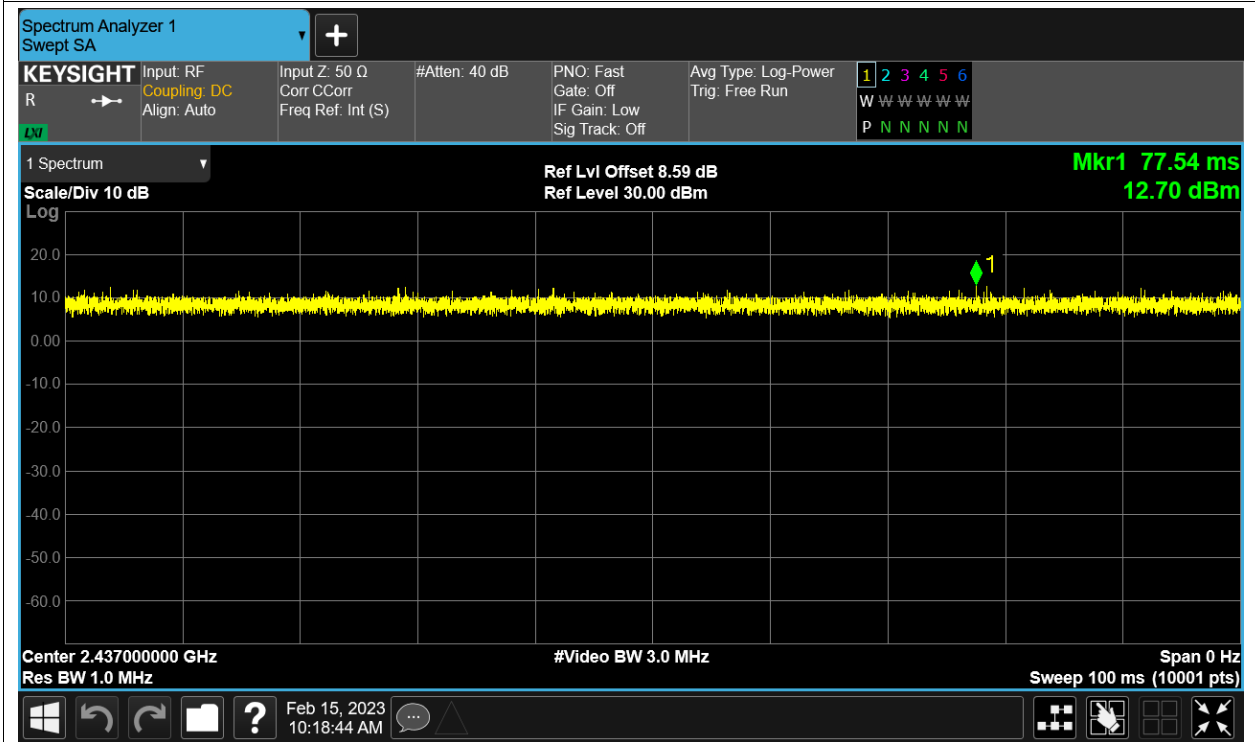 Spectrum Analyzer 1
Swept SA
+
KEYSIGHT
R
LXI
Input: RF
Coupling: DC
Align: Auto
Input Z: 50 Ω
Corr CCorr
Freq Ref: Int (S)
#Atten: 40 dB
PNO: Fast
Gate: Off
IF Gain: Low
Sig Track: Off
Avg Type: Log-Power
Trig: Free Run
1 2 3 4 5 6
W W W W W W
P N N N N N
1 Spectrum
Scale/Div 10 dB
Log
Ref Lvl Offset 8.59 dB
Ref Level 30.00 dBm
Mkr1 77.54 ms
12.70 dBm
1
20.0
10.0
0.00
-10.0
-20.0
-30.0
-40.0
-50.0
-60.0
Center 2.437000000 GHz
Res BW 1.0 MHz
#Video BW 3.0 MHz
Span 0 Hz
Sweep 100 ms (10001 pts)
?
Feb 15, 2023
10:18:44 AM